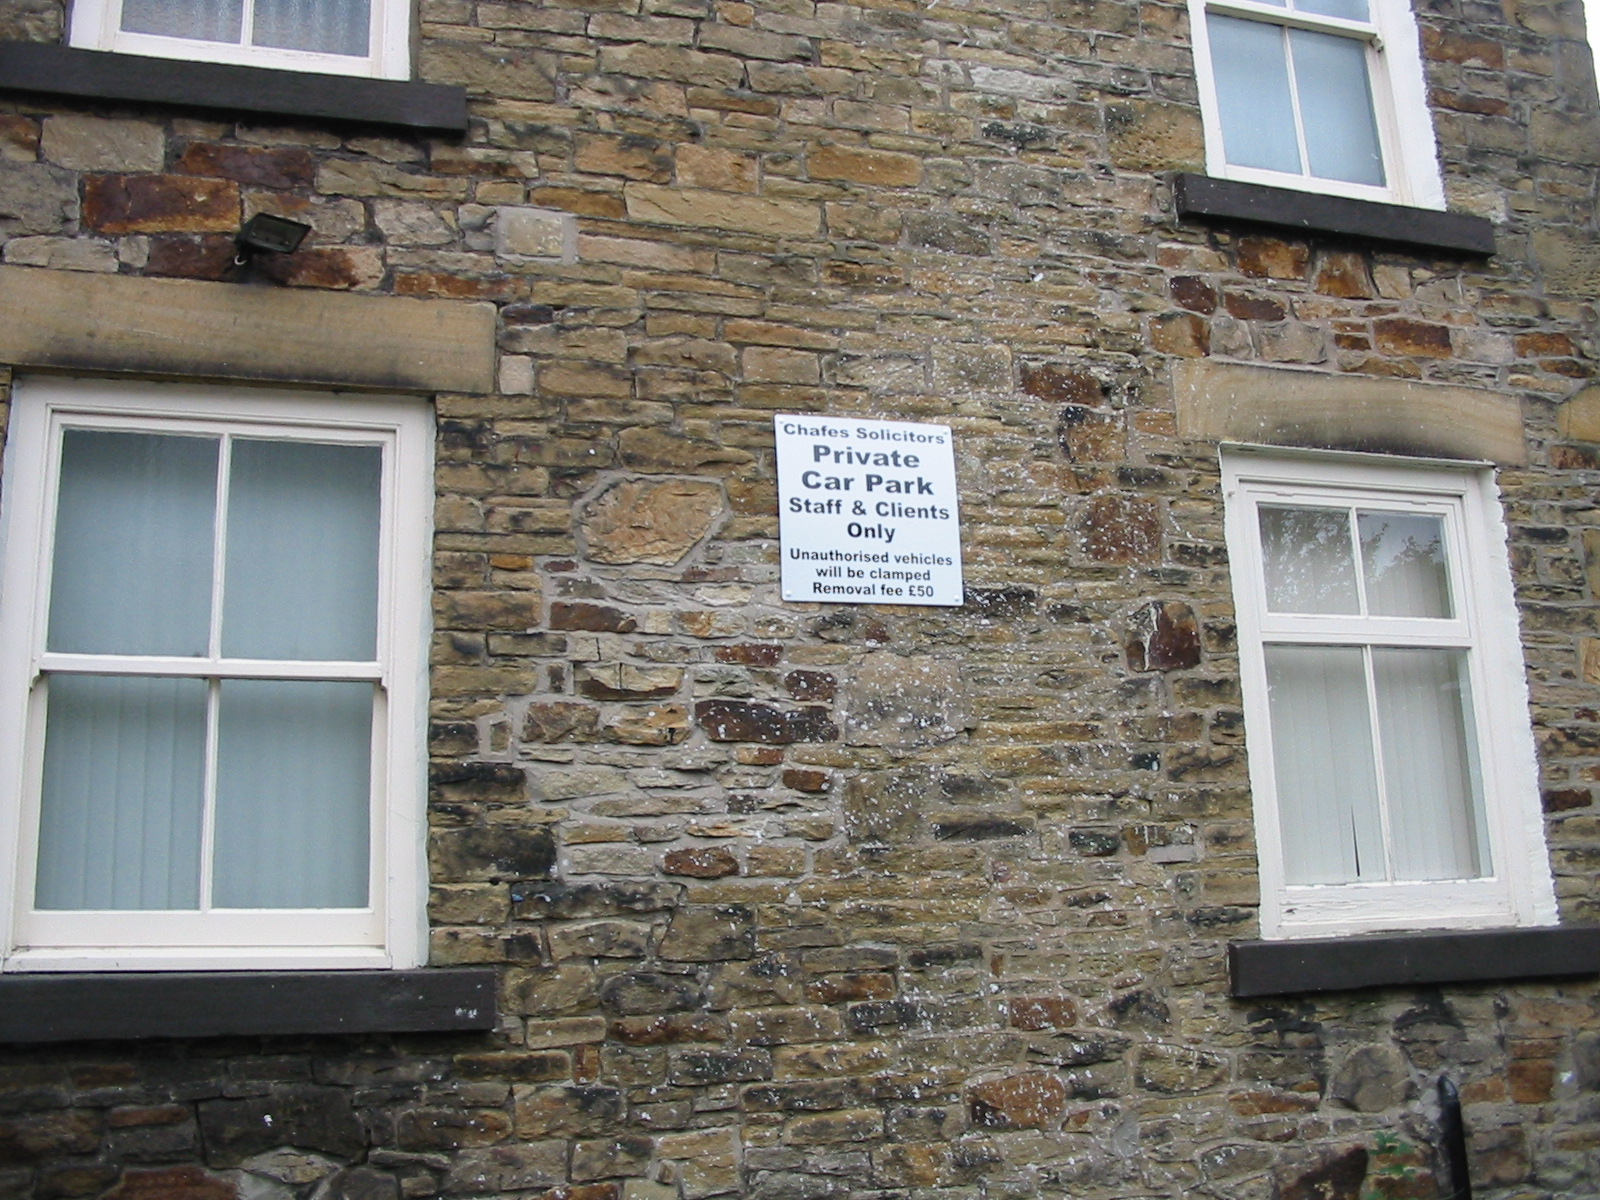 Chafes Solicitors
Private
Car Park
Staff & Clients
Only
Unauthorised vehicles
will be clamped
Removal fee £50